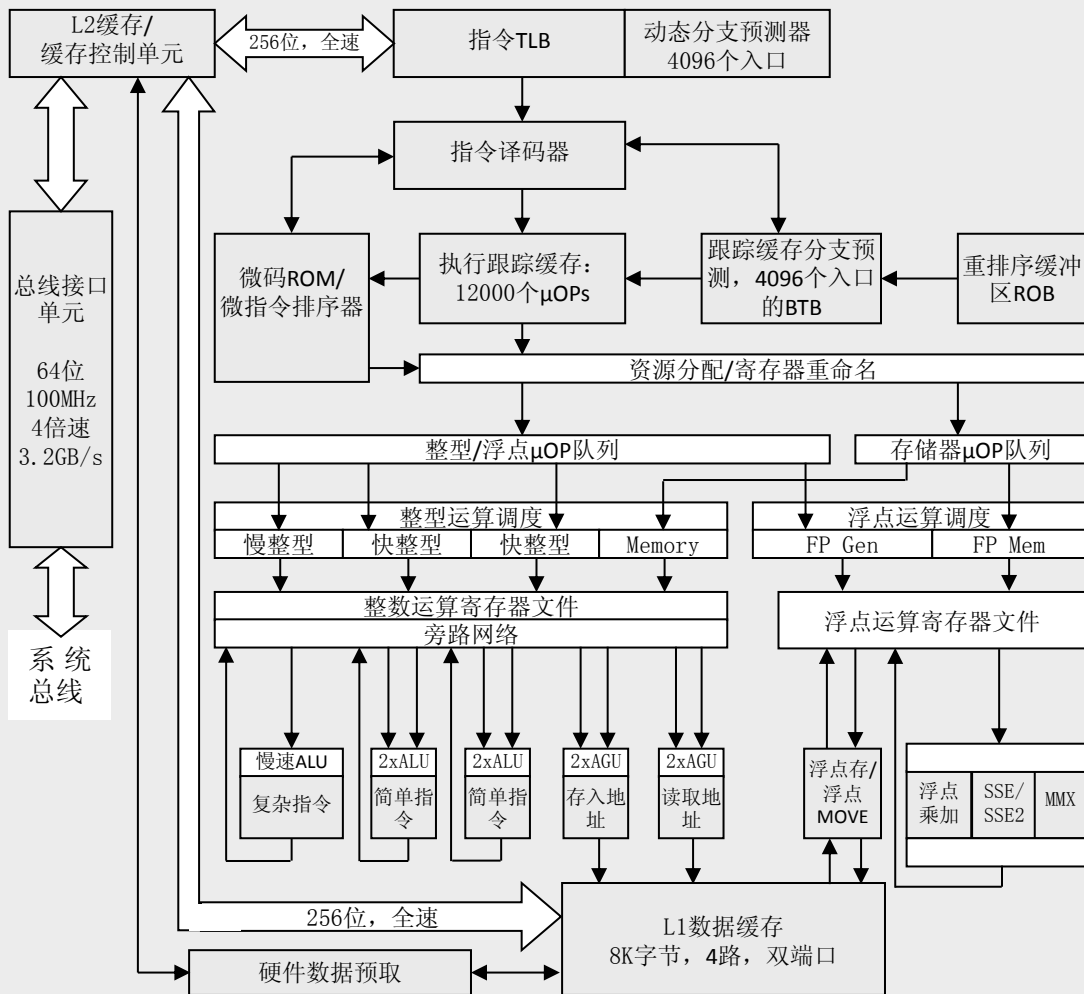 L2缓存/
缓存控制单元
256位，全速
指令TLB
动态分支预测器
4096个入口
指令译码器
总线接口
单元
64位
100MHz
4倍速
3.2GB/s
微码ROM/
微指令排序器
执行跟踪缓存：
12000个μOPs
跟踪缓存分支预
测，4096个入口
的BTB
重排序缓冲
区ROB
资源分配/寄存器重命名
整型/浮点μOP队列
存储器μOP队列
整型运算调度
慢整型
快整型
快整型
Memory
浮点运算调度
FP Gen
FP Mem
整数运算寄存器文件
旁路网络
浮点运算寄存器文件
系 统
总线
慢速ALU
复杂指令
2xALU
简单指
令
2xALU
简单指
令
2xAGU
存入地
址
2xAGU
读取地
址
浮点存/
浮点
MOVE
浮点
乘加
SSE/
SSE2
MMX
256位，全速
L1数据缓存
8K字节，4路，双端口
硬件数据预取